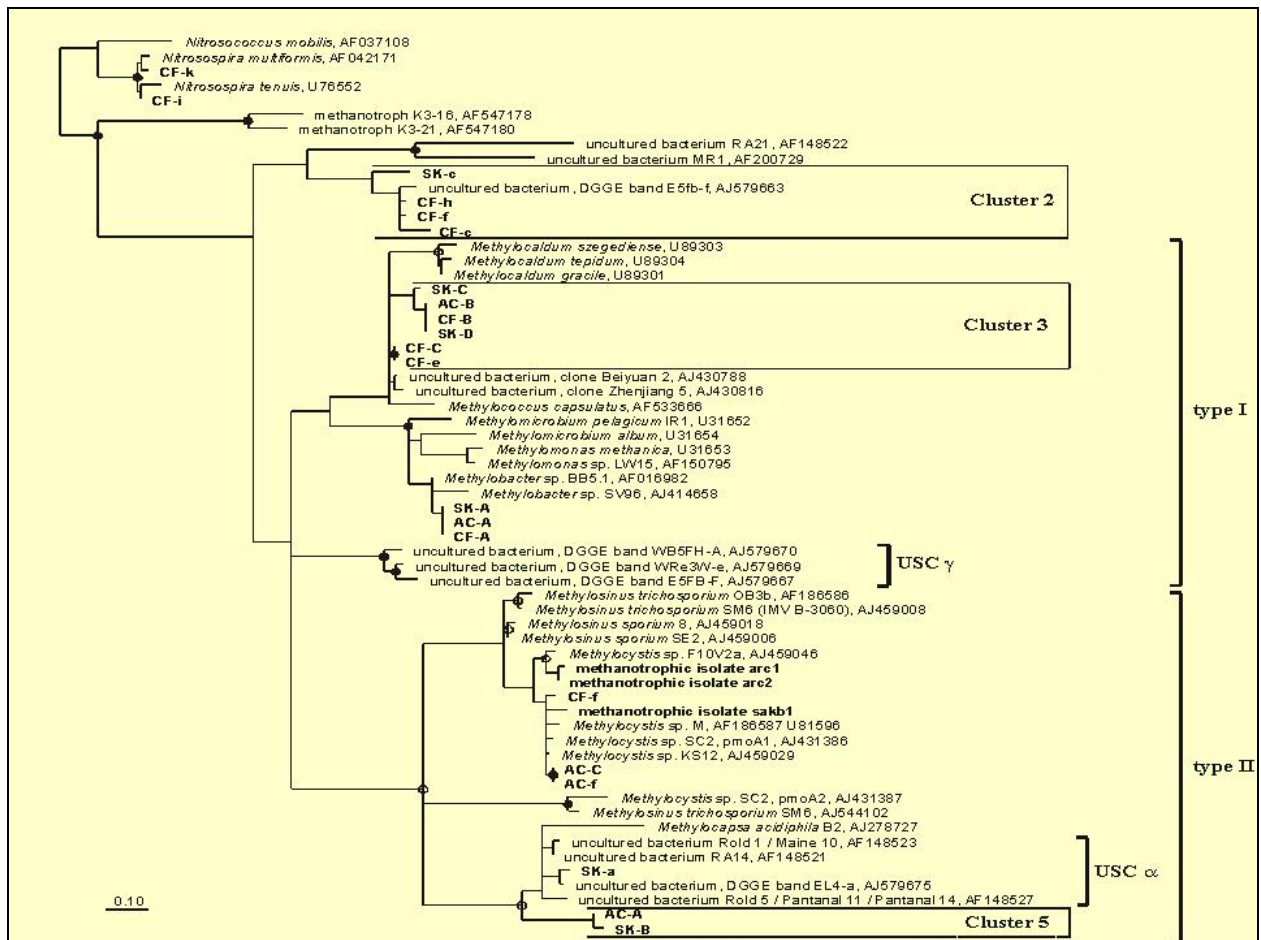 Nitrosococcus mobilis, AF037108
Nitrosospira multiformis, AF042171
CF-k
Nitrosospira tenuis, U76552
CF-i
methanotroph K3-16, AF547178
methanotroph K3-21, AF547180
uncultured bacterium RA21, AF148522
uncultured bacterium MR1, AF200729
SK-c
uncultured bacterium, DGGE band E5fb-f, AJ579663
CF-h
Cluster 2
CF-f
CF-c
Methylocaldum szegediense, U89303
Methylocaldum tepidum, U89304
Methylocaldum gracile, U89301
SK-C
AC-B
CF-B
Cluster 3
SK-D
CF-C
CF-e
uncultured bacterium, clone Beiyuan 2, AJ430788
uncultured bacterium, clone Zhenjiang 5, AJ430816
Methylococcus capsulatus, AF533666
type I
Methylomicrobium pelagicum IR1, U31652
Methylomicrobium album, U31654
Methylomonas methanica, U31653
Methylomonas sp. LW15, AF150795
Methylobacter sp. BB5.1, AF016982
Methylobacter sp. SV96, AJ414658
SK-A
AC-A
CF-A
uncultured bacterium, DGGE band WB5FH-A, AJ579670
uncultured bacterium, DGGE band WRe3W-e, AJ579669
USC γ
uncultured bacterium, DGGE band E5FB-F, AJ579667
Methylosinus trichosporium OB3b, AF186586
Methylosinus trichosporium SM6 (IMV B-3060), AJ459008
Methylosinus sporium 8, AJ459018
Methylosinus sporium SE2, AJ459006
Methylocystis sp. F10V2a, AJ459046
methanotrophic isolate arc1
methanotrophic isolate arc2
CF-f
methanotrophic isolate sakb1
Methylocystis sp. M, AF186587 U81596
Methylocystis sp. SC2, pmoA1, AJ431386
Methylocystis sp. KS12, AJ459029
type II
AC-C
AC-f
Methylocystis sp. SC2, pmoA2, AJ431387
Methylosinus trichosporium SM6, AJ544102
Methylocapsa acidiphila B2, AJ278727
uncultured bacterium Rold 1 / Maine 10, AF148523
uncultured bacterium RA14, AF148521
SK-a
USC α
uncultured bacterium, DGGE band EL4-a, AJ579675
uncultured bacterium Rold 5 / Pantanal 11 / Pantanal 14, AF148527
0.10
AC-A
Cluster 5
SK-B